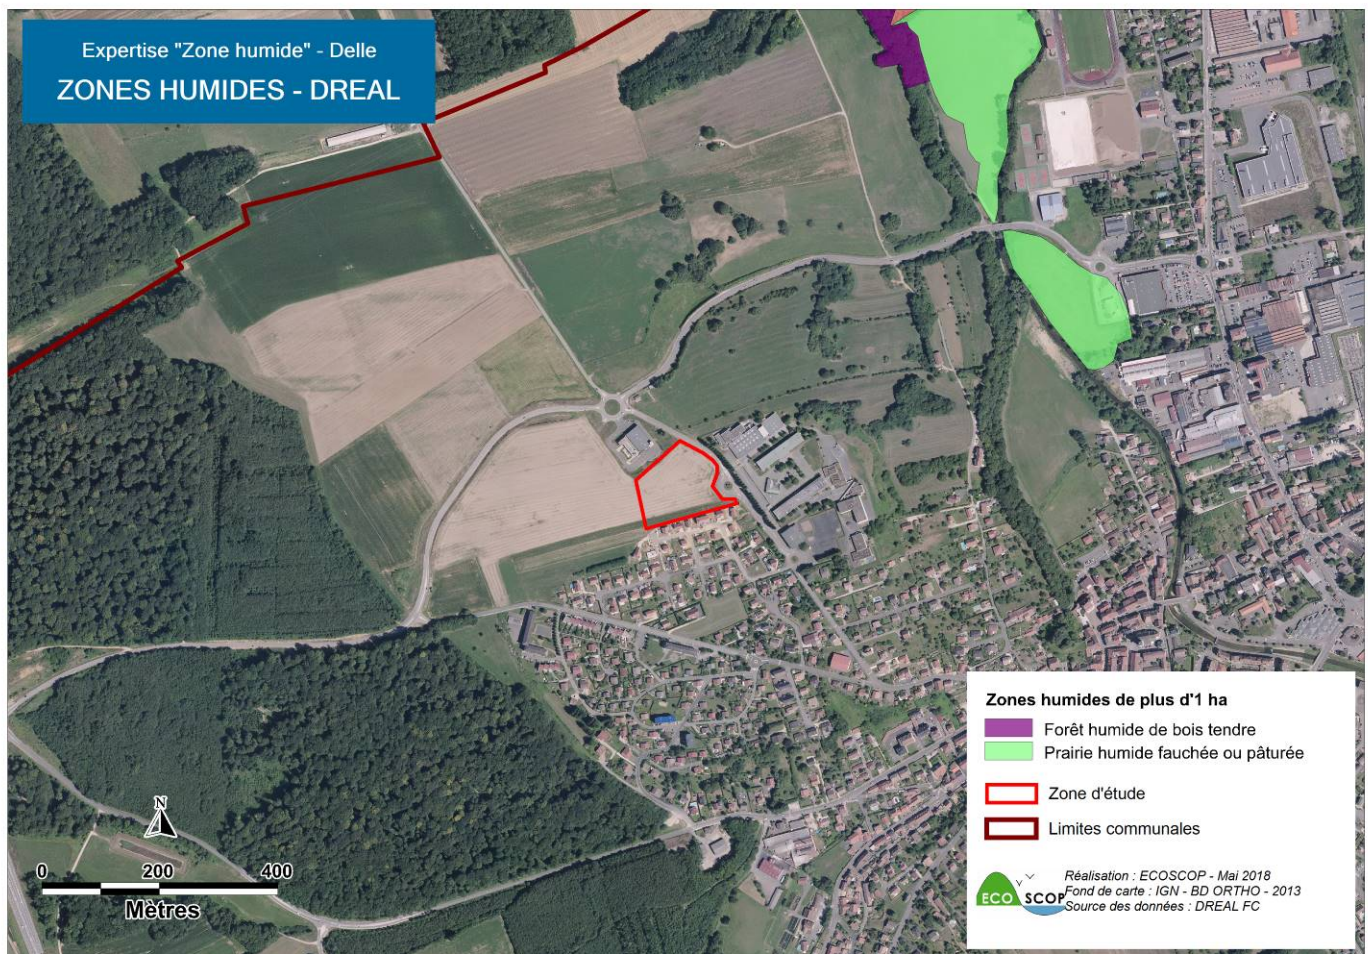 Expertise "Zone humide" - Delle
ZONES HUMIDES - DREAL
Zones humides de plus d'1 ha
Forêt humide de bois tendre
Prairie humide fauchée ou pâturée
Zone d'étude
Limites communales
N
0 200 400
Mètres
ECO SCOP
Réalisation : ECOSCOP - Mai 2018
Fond de carte : IGN - BD ORTHO - 2013
Source des données : DREAL FC